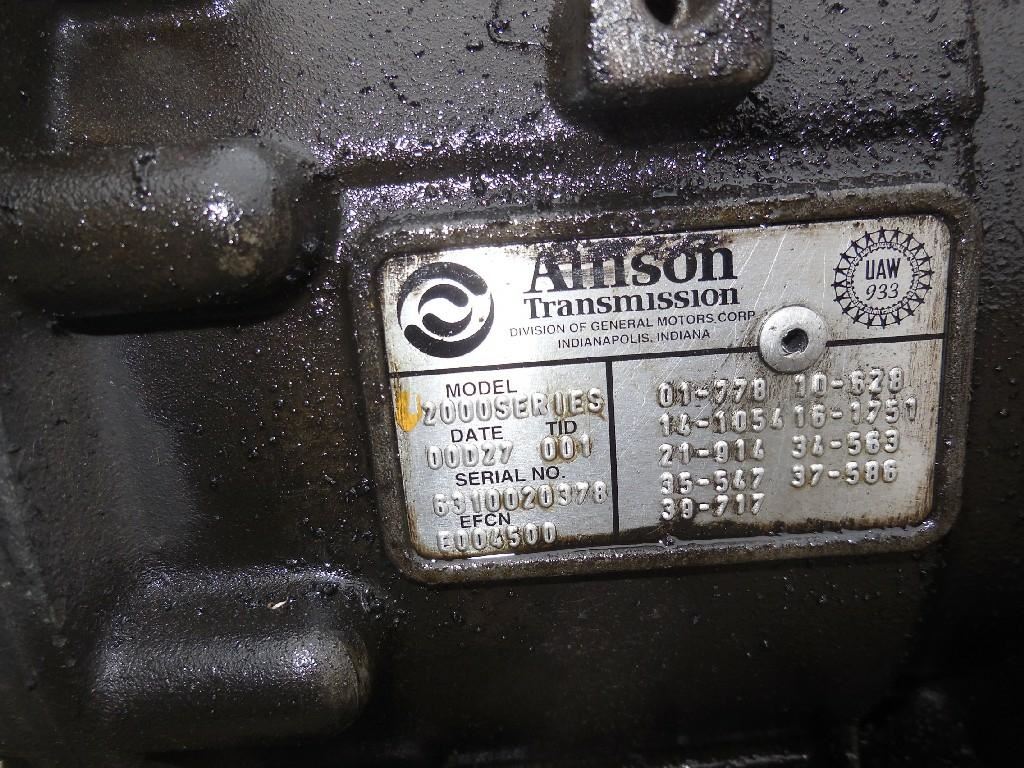 Allison
Transmission
DIVISION OF GENERAL MOTORS CORP
INDIANAPOLIS, INDIANA
UAW
933
MODEL
2000SERIES
DATE TID
00D27 001
SERIAL NO.
6310020378
EFCN
E004500
01-778 10-628
14-1054 16-1751
21-914 34-563
35-547 37-586
39-717